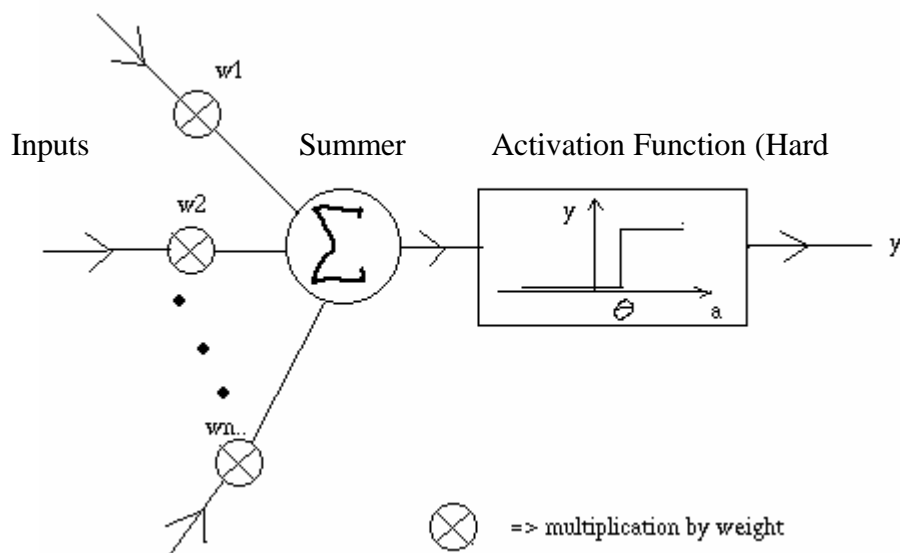 w1
Inputs
Summer
Activation Function (Hard
w2
Σ
y
θ
a
y
wn..
=> multiplication by weight